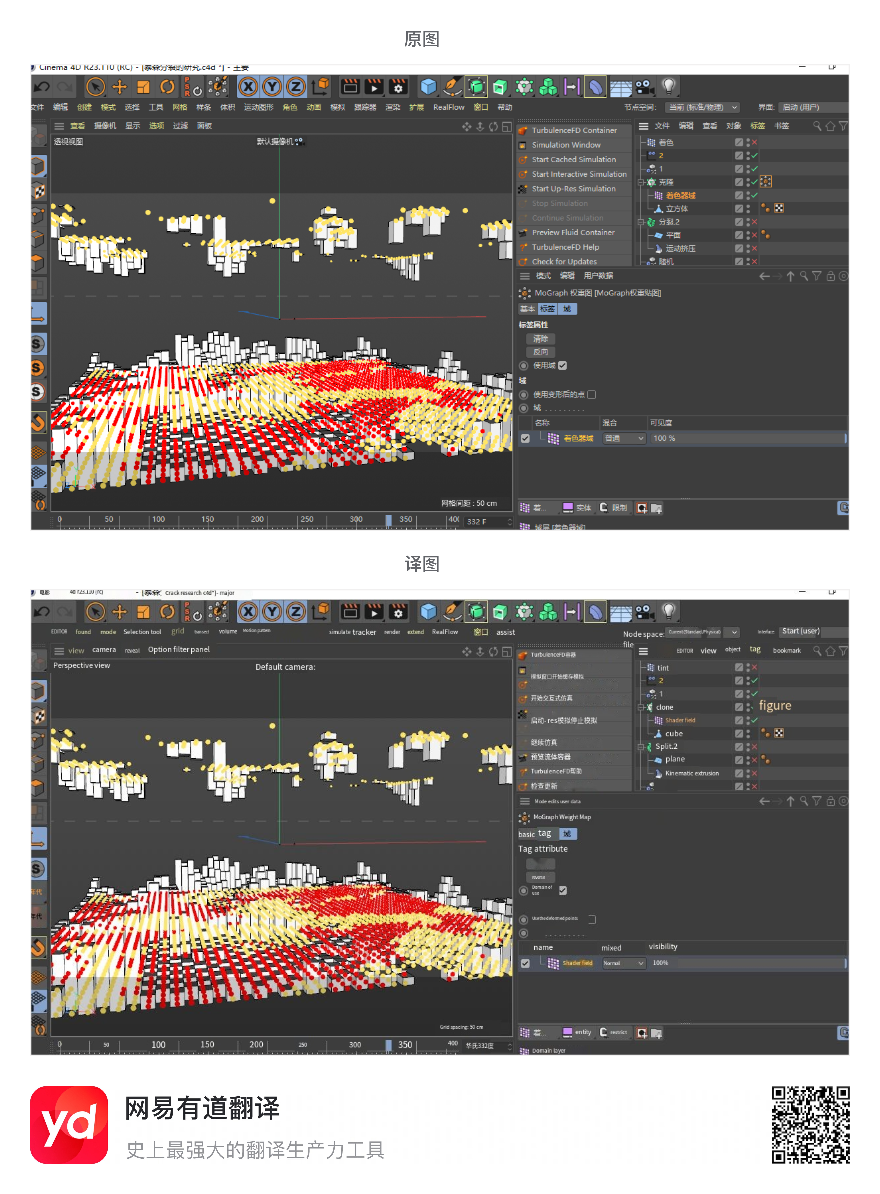 原图
Cinema 4D R23.110 (RC) - [泰森分裂的研究.c4d *] - 主要
文件 编辑 创建 模式 选择 工具 网格 样条 体积 运动图形 角色 动画 模拟 跟踪器 渲染 扩展 RealFlow 窗口 帮助 节点空间: 当前 (标准/物理) 界面: 启动 (用户)
查看 摄像机 显示 选项 过滤 面板
透视视图 默认摄像机
TurbulenceFD Container
Simulation Window
Start Cached Simulation
Start Interactive Simulation
Start Up-Res Simulation
Stop Simulation
Continue Simulation
Preview Fluid Container
TurbulenceFD Help
Check for Updates
文件 编辑 查看 对象 标签 书签
着色
2
1
克隆
着色器域
立方体
分裂.2
平面
运动挤压
随机
模式 编辑 用户数据
MoGraph 权重图 [MoGraph权重贴图]
基本 标签 域
标签属性
清除
反向
使用域
域
使用变形后的点
域
名称 混合 可见度
着色器域 普通 100 %
着... 实体 限制
域层 [着色器域]
网格间距 : 50 cm
0 50 100 150 200 250 300 350 40( 332 F
译图
电影 4d R23.110 (rc) - [泰森 Crack research c4d*]- major
EDITOR found mode Selection tool grid transect volume Motion pattern simulate tracker render extend RealFlow 窗口 assist
Node space: Current (Standard/Physical) Interface Start (user)
file
view camera reveal Option filter panel
Perspective view Default camera:
TurbulenceFD容器
模拟窗口开始缓存模拟
开始交互式仿真
启动-res模拟停止模拟
继续仿真
预览流体容器
TurbulenceFD帮助
检查更新
EDITOR view object tag bookmark
tint
2
1
clone figure
Shader field
cube
Split.2
plane
Kinematic extrusion
Mode edits user data
MoGraph Weight Map
basic tag 域
Tag attribute
inverse
Domain of use
Use the deformed points
name mixed visibility
Shader field Normal 100%
着... entity
Domain layer
Grid spacing: 50 cm
0 50 100 150 200 250 300 350 400 华氏332度
yd
网易有道翻译
史上最强大的翻译生产力工具